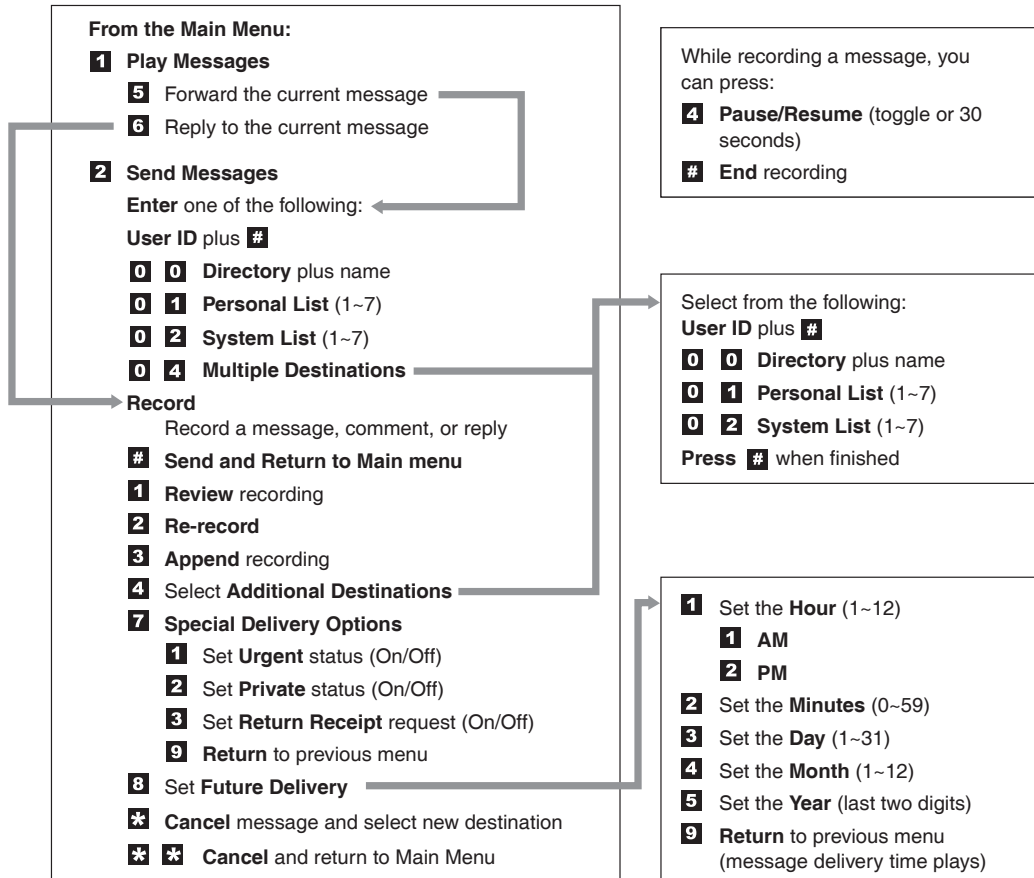 From the Main Menu:
1 Play Messages
5 Forward the current message
6 Reply to the current message
2 Send Messages
Enter one of the following:
User ID plus #
0 0 Directory plus name
0 1 Personal List (1~7)
0 2 System List (1~7)
0 4 Multiple Destinations
Record
Record a message, comment, or reply
# Send and Return to Main menu
1 Review recording
2 Re-record
3 Append recording
4 Select Additional Destinations
7 Special Delivery Options
1 Set Urgent status (On/Off)
2 Set Private status (On/Off)
3 Set Return Receipt request (On/Off)
9 Return to previous menu
8 Set Future Delivery
* Cancel message and select new destination
* * Cancel and return to Main Menu
While recording a message, you
can press:
4 Pause/Resume (toggle or 30
seconds)
# End recording
Select from the following:
User ID plus #
0 0 Directory plus name
0 1 Personal List (1~7)
0 2 System List (1~7)
Press # when finished
1 Set the Hour (1~12)
1 AM
2 PM
2 Set the Minutes (0~59)
3 Set the Day (1~31)
4 Set the Month (1~12)
5 Set the Year (last two digits)
9 Return to previous menu
(message delivery time plays)